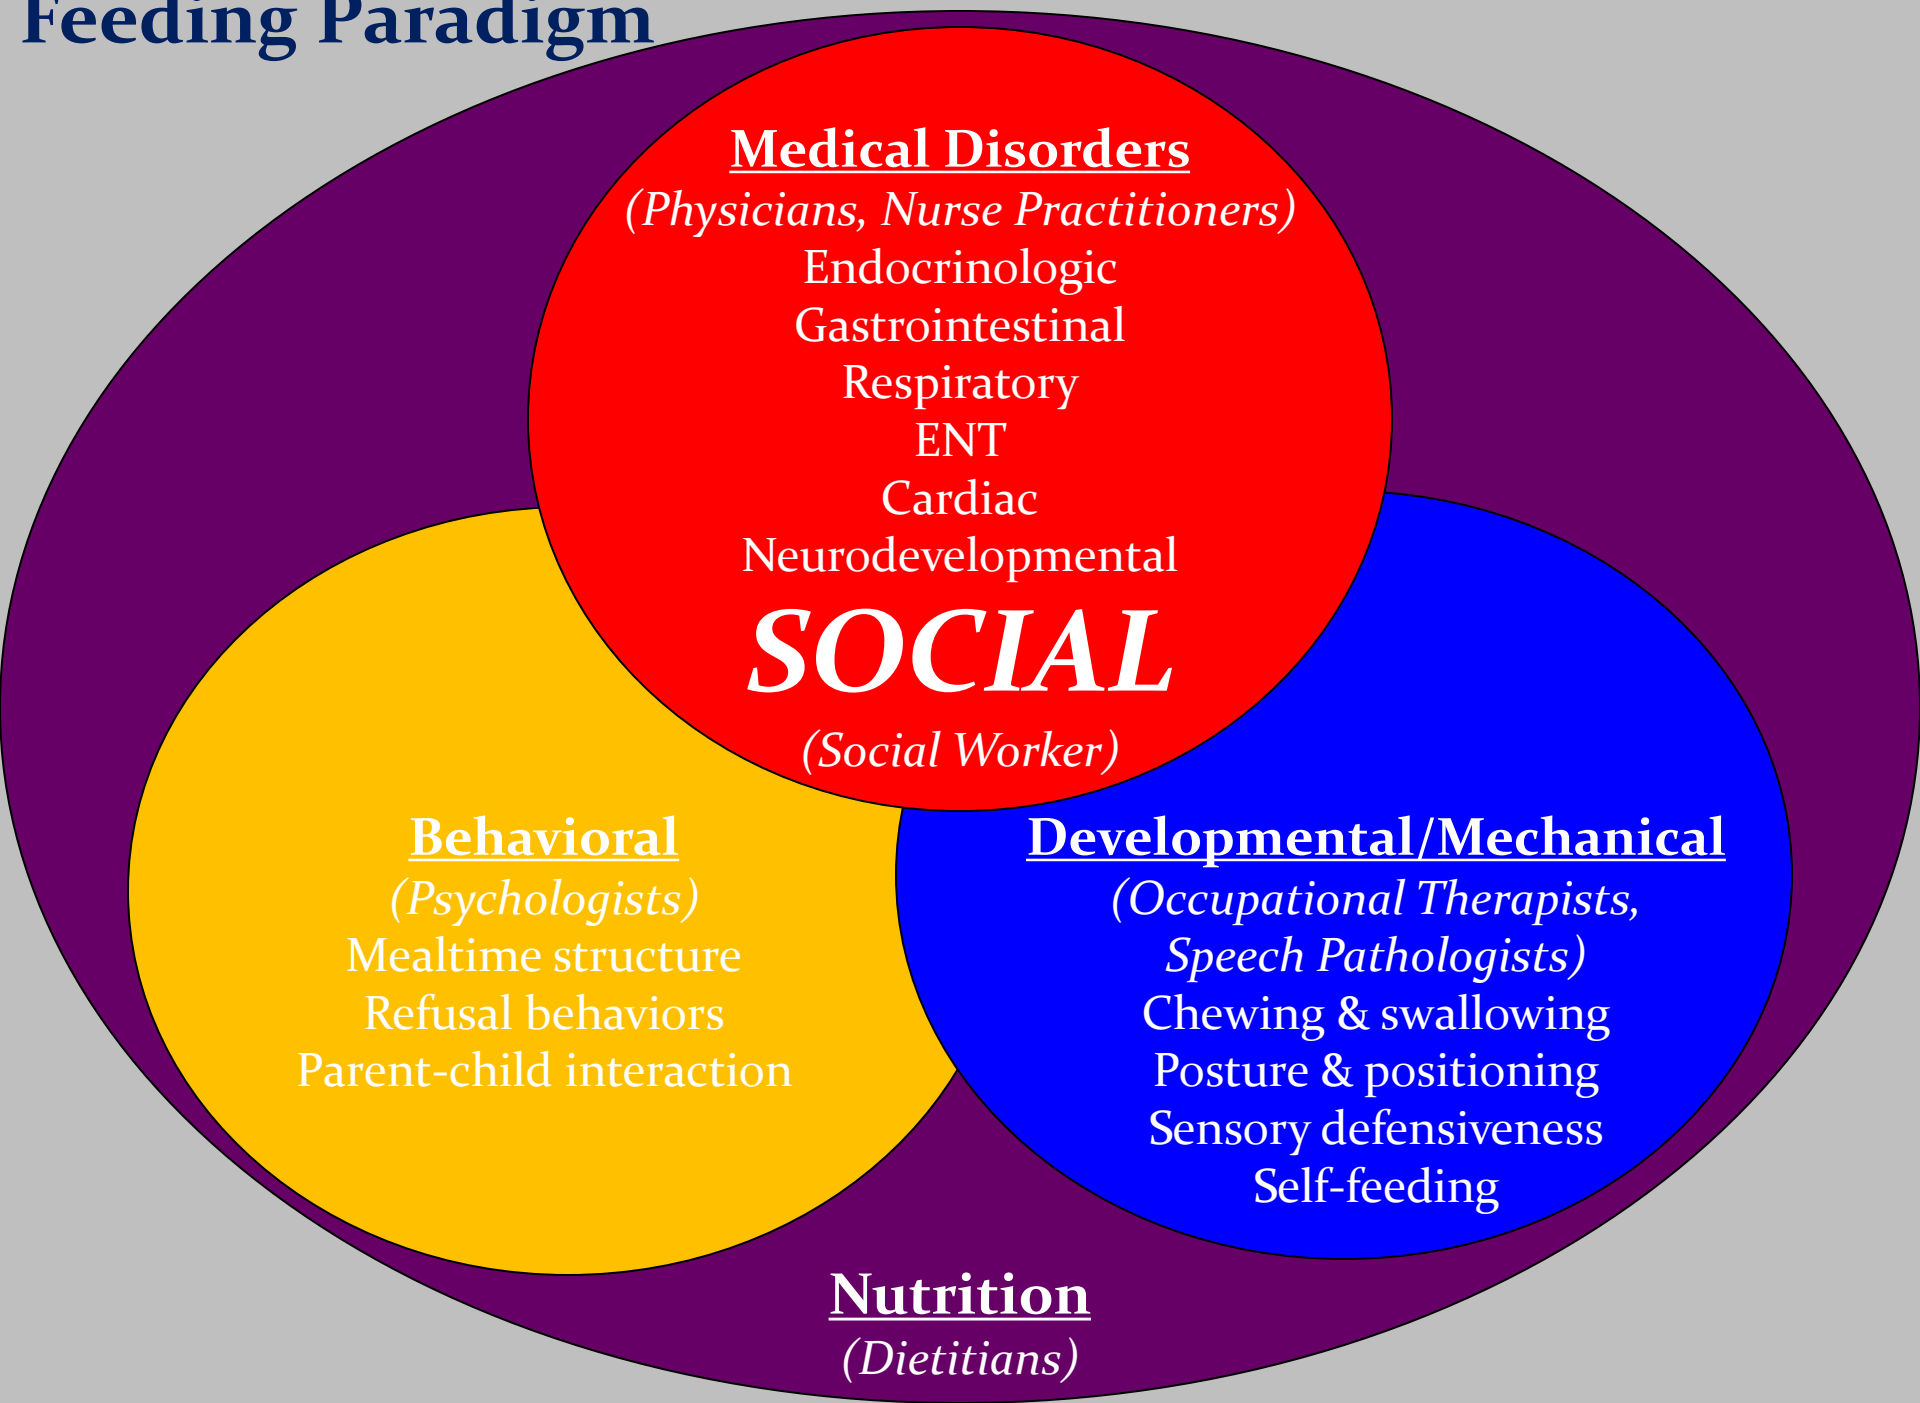 Feeding Paradigm
Medical Disorders
(Physicians, Nurse Practitioners)
Endocrinologic
Gastrointestinal
Respiratory
ENT
Cardiac
Neurodevelopmental
SOCIAL
(Social Worker)
Behavioral
(Psychologists)
Mealtime structure
Refusal behaviors
Parent-child interaction
Developmental/Mechanical
(Occupational Therapists,
Speech Pathologists)
Chewing & swallowing
Posture & positioning
Sensory defensiveness
Self-feeding
Nutrition
(Dietitians)